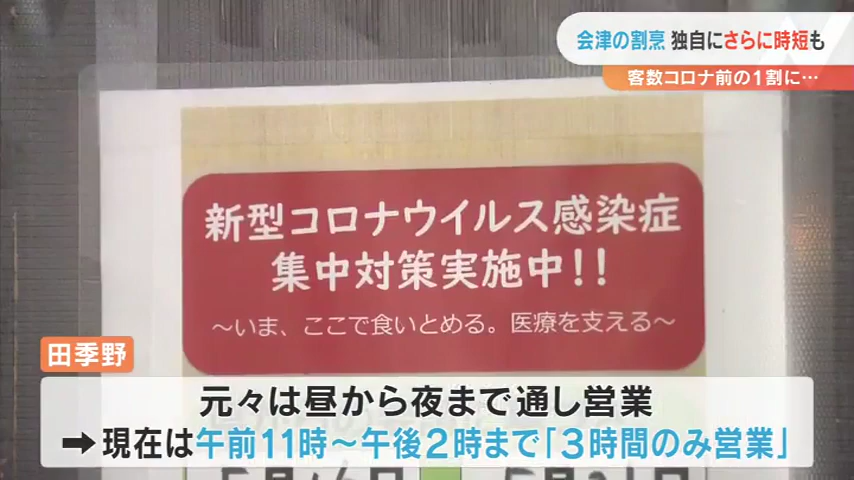 会津の割烹 独自にさらに時短も
客数コロナ前の1割に…
新型コロナウイルス感染症
集中対策実施中!!
～いま、ここで食いとめる。医療を支える～
田季野
元々は昼から夜まで通し営業
➡現在は午前11時～午後2時まで「3時間のみ営業」